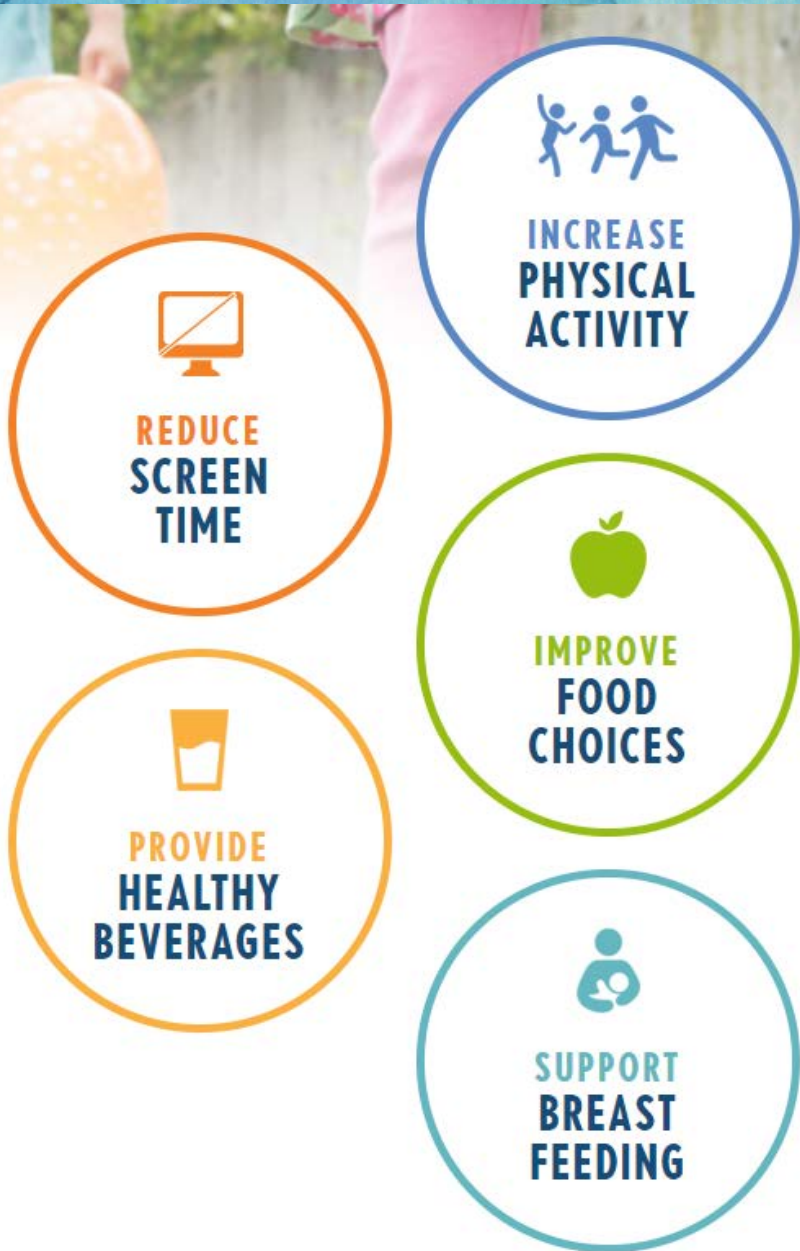 INCREASE
PHYSICAL
ACTIVITY
REDUCE
SCREEN
TIME
IMPROVE
FOOD
CHOICES
PROVIDE
HEALTHY
BEVERAGES
SUPPORT
BREAST
FEEDING